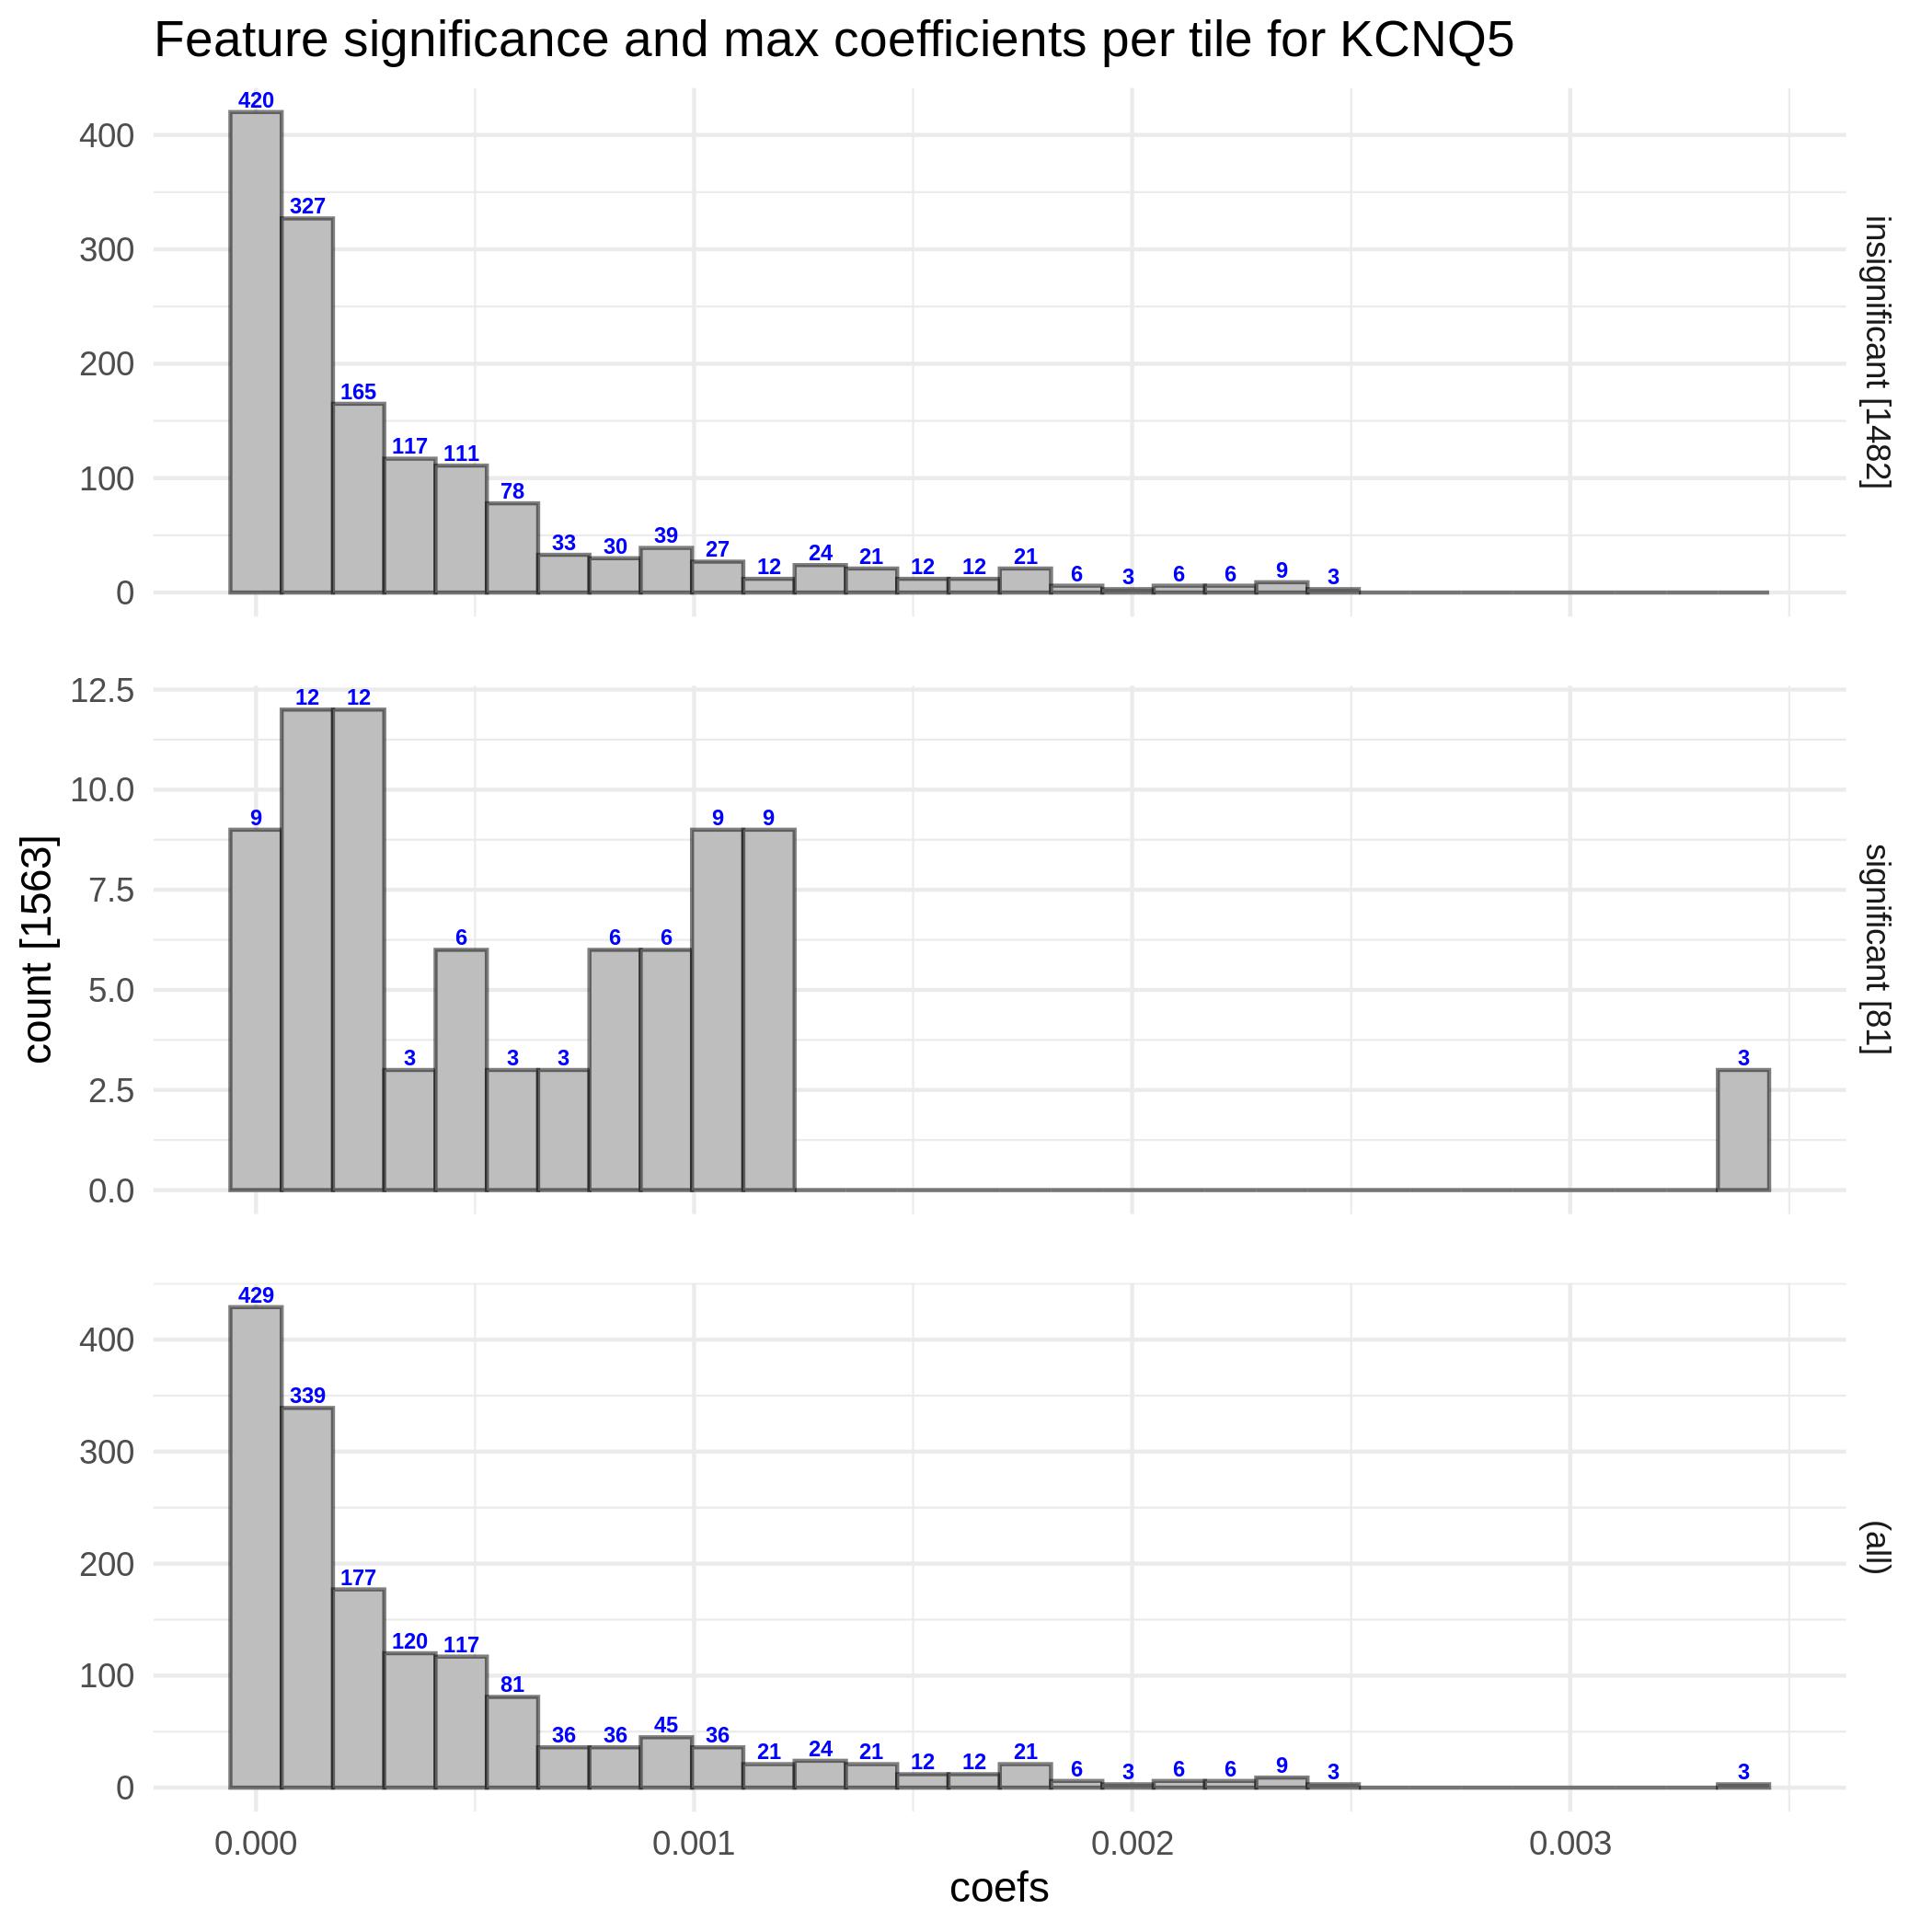 Feature significance and max coefficients per tile for KCNQ5
420
400
327
300
insignificant [1482]
200
165
117 111
100
78
33 30 39 27 12 24 21 12 12 21 6 3 6 6 9 3
0
12.5
12 12
10.0
9 9 9
count [1563]
7.5
significant [81]
6 6 6
5.0
3 3 3 3
2.5
0.0
429
400
339
300
(all)
200
177
120 117
100
81
36 36 45 36 21 24 21 12 12 21 6 3 6 6 9 3 3
0
0.000 0.001 0.002 0.003
coefs